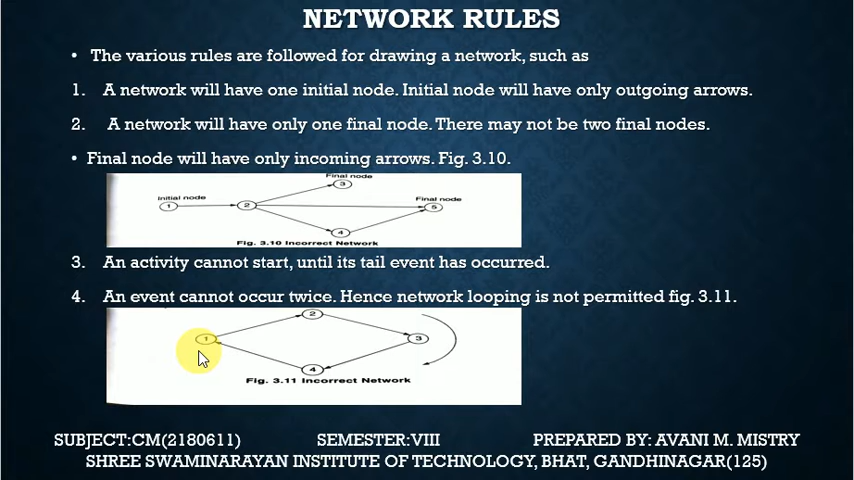 NETWORK RULES
• The various rules are followed for drawing a network, such as
1. A network will have one initial node. Initial node will have only outgoing arrows.
2. A network will have only one final node. There may not be two final nodes.
• Final node will have only incoming arrows. Fig. 3.10.
Final node
3
Initial node
Final node
1
2
5
4
Fig. 3.10 Incorrect Network
3. An activity cannot start, until its tail event has occurred.
4. An event cannot occur twice. Hence network looping is not permitted fig. 3.11.
2
1
3
4
Fig. 3.11 Incorrect Network
SUBJECT:CM(2180611) SEMESTER:VIII PREPARED BY: AVANI M. MISTRY
SHREE SWAMINARAYAN INSTITUTE OF TECHNOLOGY, BHAT, GANDHINAGAR(125)